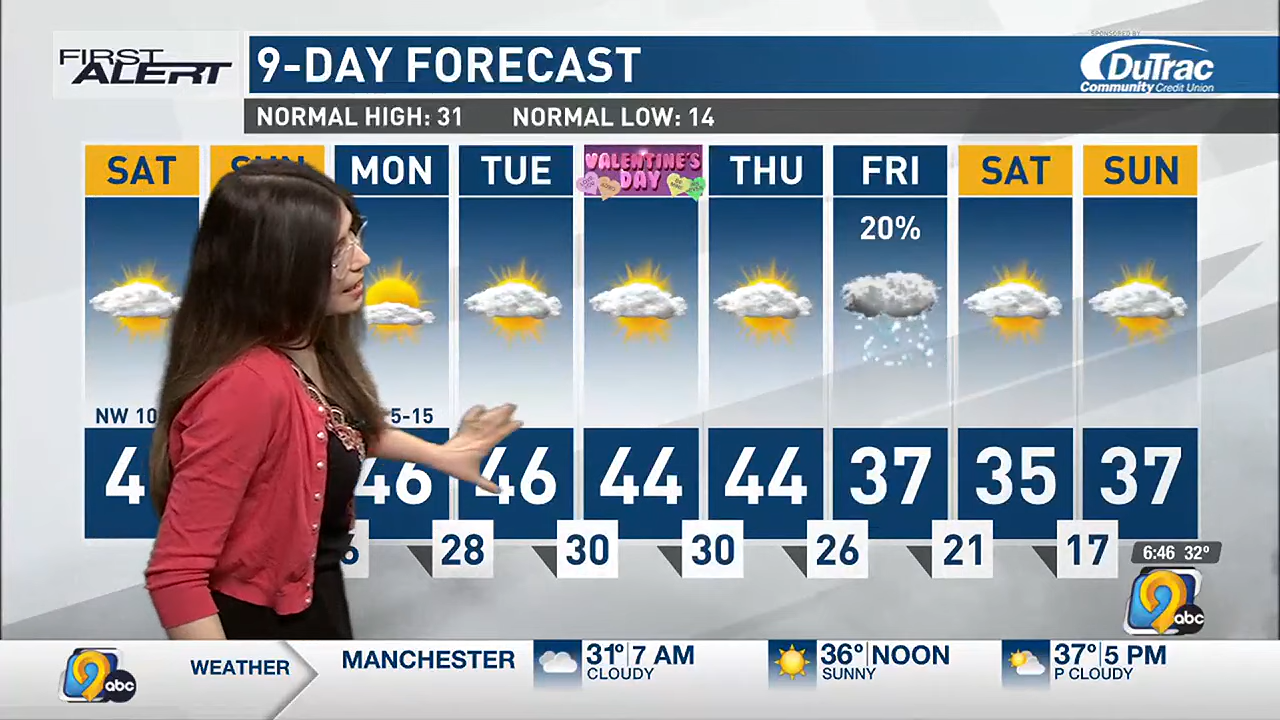 SPONSORED BY
FIRST
ALERT
9-DAY FORECAST
DuTrac
Community Credit Union
NORMAL HIGH: 31 NORMAL LOW: 14
SAT SUN MON TUE VALENTINE'S DAY THU FRI SAT SUN
20%
NW 10 5-15
46 46 44 44 37 35 37
28 30 30 26 21 17
6:46 32°
9 abc
9 abc WEATHER MANCHESTER 31° 7 AM CLOUDY 36° NOON SUNNY 37° 5 PM P CLOUDY